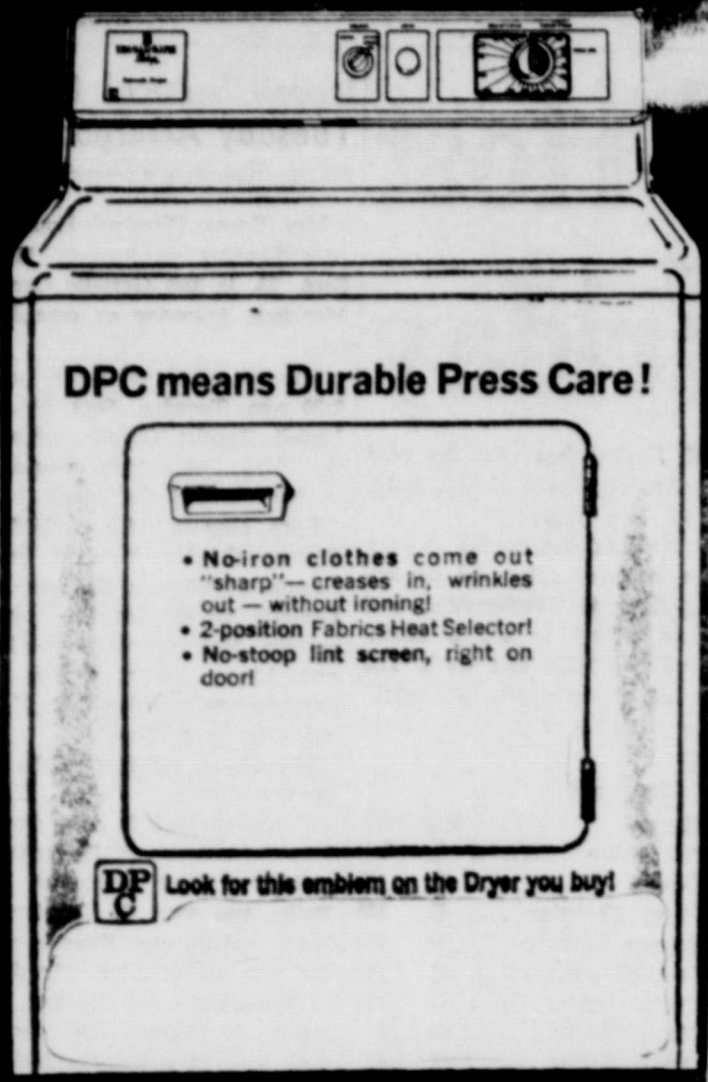 DPC means Durable Press Care!
• No-iron clothes come out
"sharp"— creases in, wrinkles
out — without ironing!
• 2-position Fabrics Heat Selector!
• No-stoop lint screen, right on
door!
DP
C
Look for this emblem on the Dryer you buy!